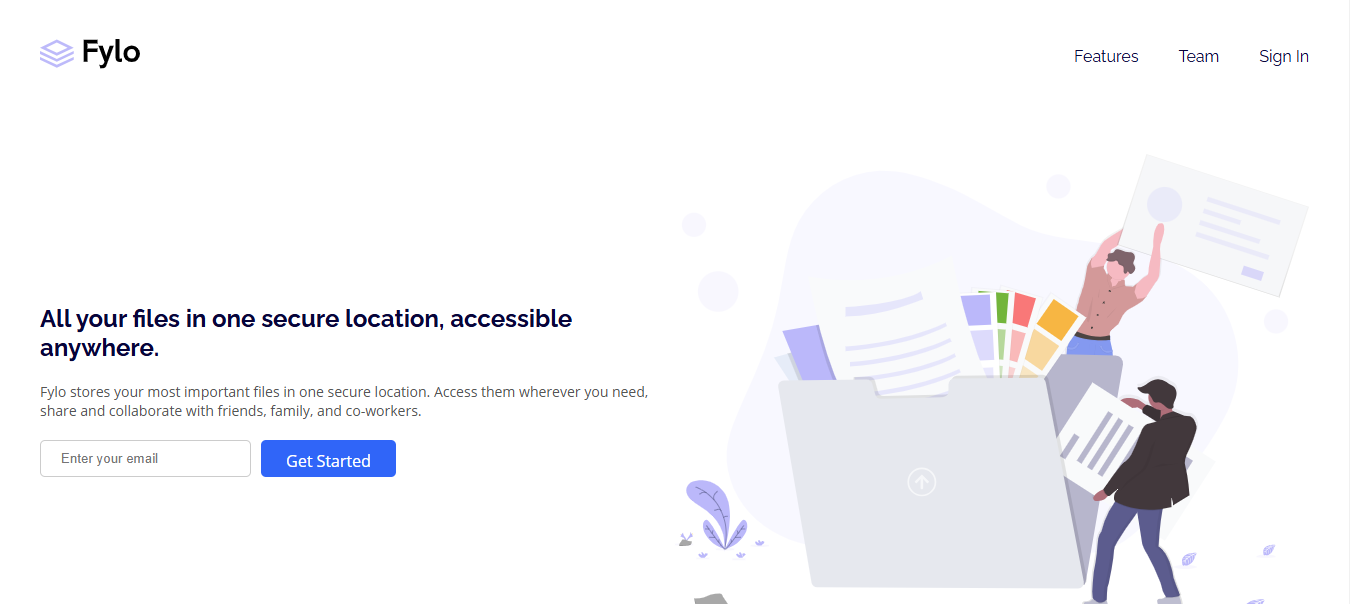 Fylo
Features
Team
Sign In
All your files in one secure location, accessible
anywhere.
Fylo stores your most important files in one secure location. Access them wherever you need,
share and collaborate with friends, family, and co-workers.
Enter your email
Get Started